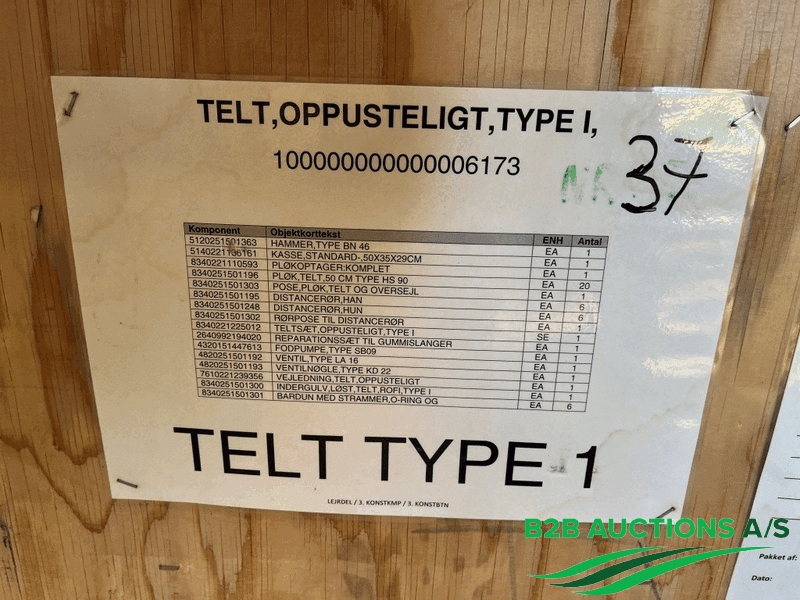 TELT,OPPUSTELIGT,TYPE I,
100000000000006173
NR 37
Komponent Objektkorttekst ENH Antal
5120251501363 HAMMER,TYPE BN 46 EA 1
5140221136161 KASSE,STANDARD-,50X35X29CM EA 1
8340221110593 PLØKOPTAGER:KOMPLET EA 1
8340251501196 PLØK,TELT,50 CM TYPE HS 90 EA 20
8340251501303 POSE,PLØK,TELT OG OVERSEJL EA 1
8340251501195 DISTANCERØR,HAN EA 6
8340251501248 DISTANCERØR,HUN EA 6
8340251501302 RØRPOSE TIL DISTANCERØR EA 1
8340221225012 TELTSÆT,OPPUSTELIGT,TYPE I EA 1
2640992194020 REPARATIONSSÆT TIL GUMMISLANGER SE 1
4320151447613 FODPUMPE,TYPE SB09 EA 1
4820251501192 VENTIL,TYPE LA 16 EA 1
4820251501193 VENTILNØGLE,TYPE KD 22 EA 1
7610221239356 VEJLEDNING,TELT,OPPUSTELIGT EA 1
8340251501300 INDERGULV,LØST,TELT,ROFI,TYPE I EA 1
8340251501301 BARDUN MED STRAMMER,O-RING OG EA 6
TELT TYPE 1
LEJRDEL / 3. KONSTKMP / 3. KONSTBTN
B2B AUCTIONS A/S
Pakket af:
Dato: